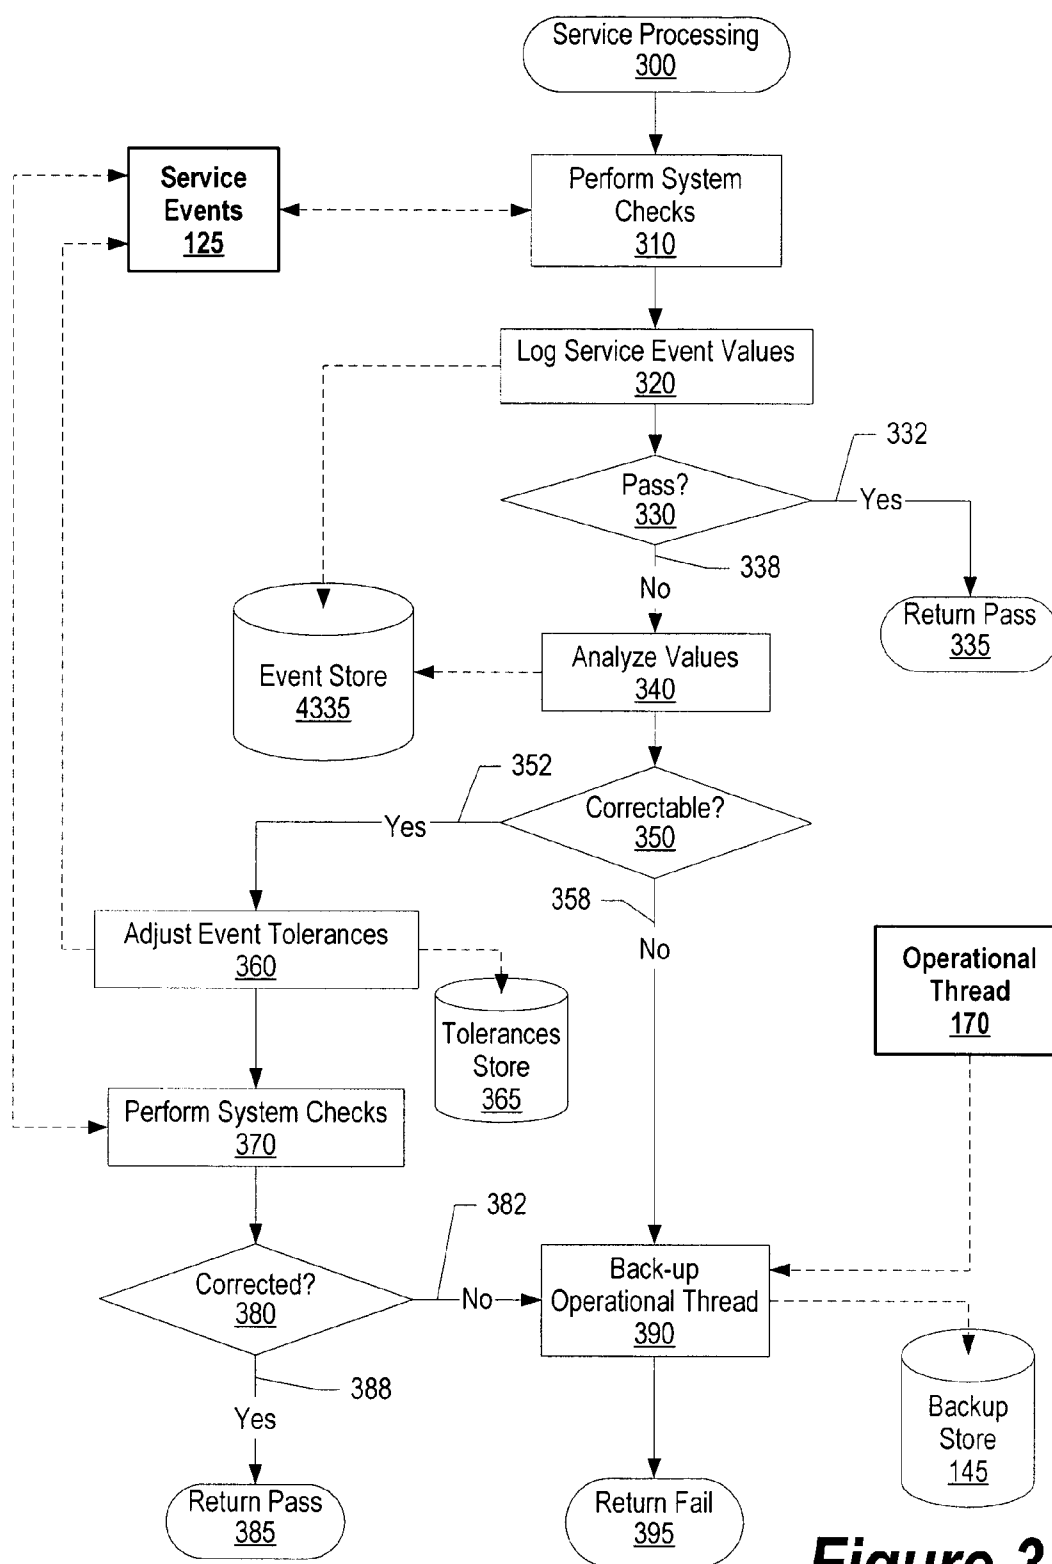 Service Processing
300
Service
Events
125
Perform System
Checks
310
Log Service Event Values
320
332
Pass?
330
Yes
338
No
Return Pass
335
Event Store
4335
Analyze Values
340
352
Correctable?
350
Yes
358
No
Adjust Event Tolerances
360
Operational
Thread
170
Tolerances
Store
365
Perform System Checks
370
382
Corrected?
380
No
Back-up
Operational Thread
390
388
Yes
Backup
Store
145
Return Pass
385
Return Fail
395
Figure 3